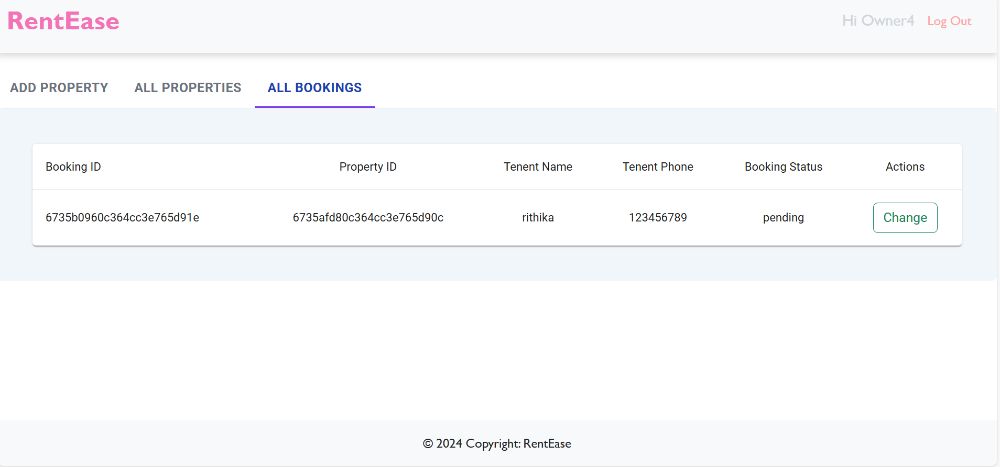 RentEase
Hi Owner4 Log Out
ADD PROPERTY ALL PROPERTIES ALL BOOKINGS
Booking ID Property ID Tenent Name Tenent Phone Booking Status Actions
6735b0960c364cc3e765d91e 6735afd80c364cc3e765d90c rithika 123456789 pending Change
© 2024 Copyright: RentEase